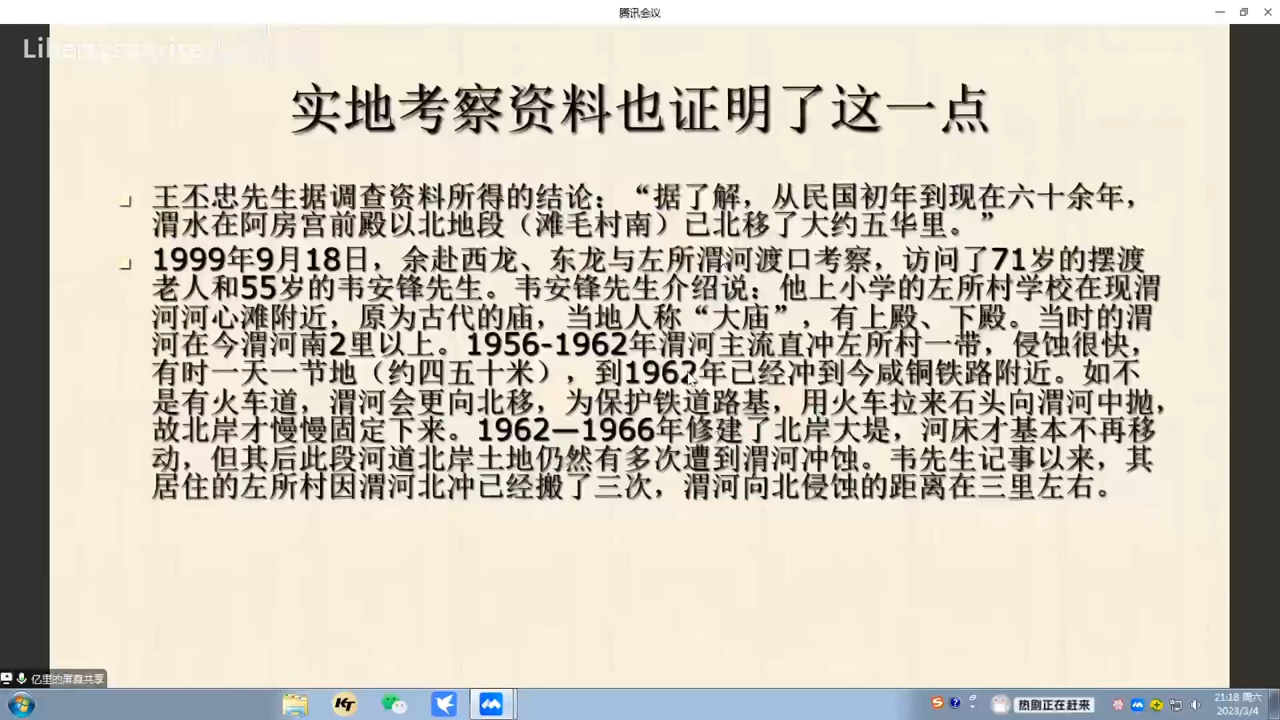 腾讯会议
实地考察资料也证明了这一点
王丕忠先生据调查资料所得的结论：“据了解，从民国初年到现在六十余年，
渭水在阿房宫前殿以北地段（滩毛村南）已北移了大约五华里。”
1999年9月18日，余赴西龙、东龙与左所渭河渡口考察，访问了71岁的摆渡
老人和55岁的韦安锋先生。韦安锋先生介绍说：他上小学的左所村学校在现渭
河河心滩附近，原为古代的庙，当地人称“大庙”，有上殿、下殿。当时的渭
河在今渭河南2里以上。1956-1962年渭河主流直冲左所村一带，侵蚀很快，
有时一天一节地（约四五十米），到1962年已经冲到今咸铜铁路附近。如不
是有火车道，渭河会更向北移，为保护铁道路基，用火车拉来石头向渭河中抛，
故北岸才慢慢固定下来。1962—1966年修建了北岸大堤，河床才基本不再移
动，但其后此段河道北岸土地仍然有多次遭到渭河冲蚀。韦先生记事以来，其
居住的左所村因渭河北冲已经搬了三次，渭河向北侵蚀的距离在三里左右。
亿里的屏幕共享
KT
热剧正在赶来
21:18 周六
2023/3/4